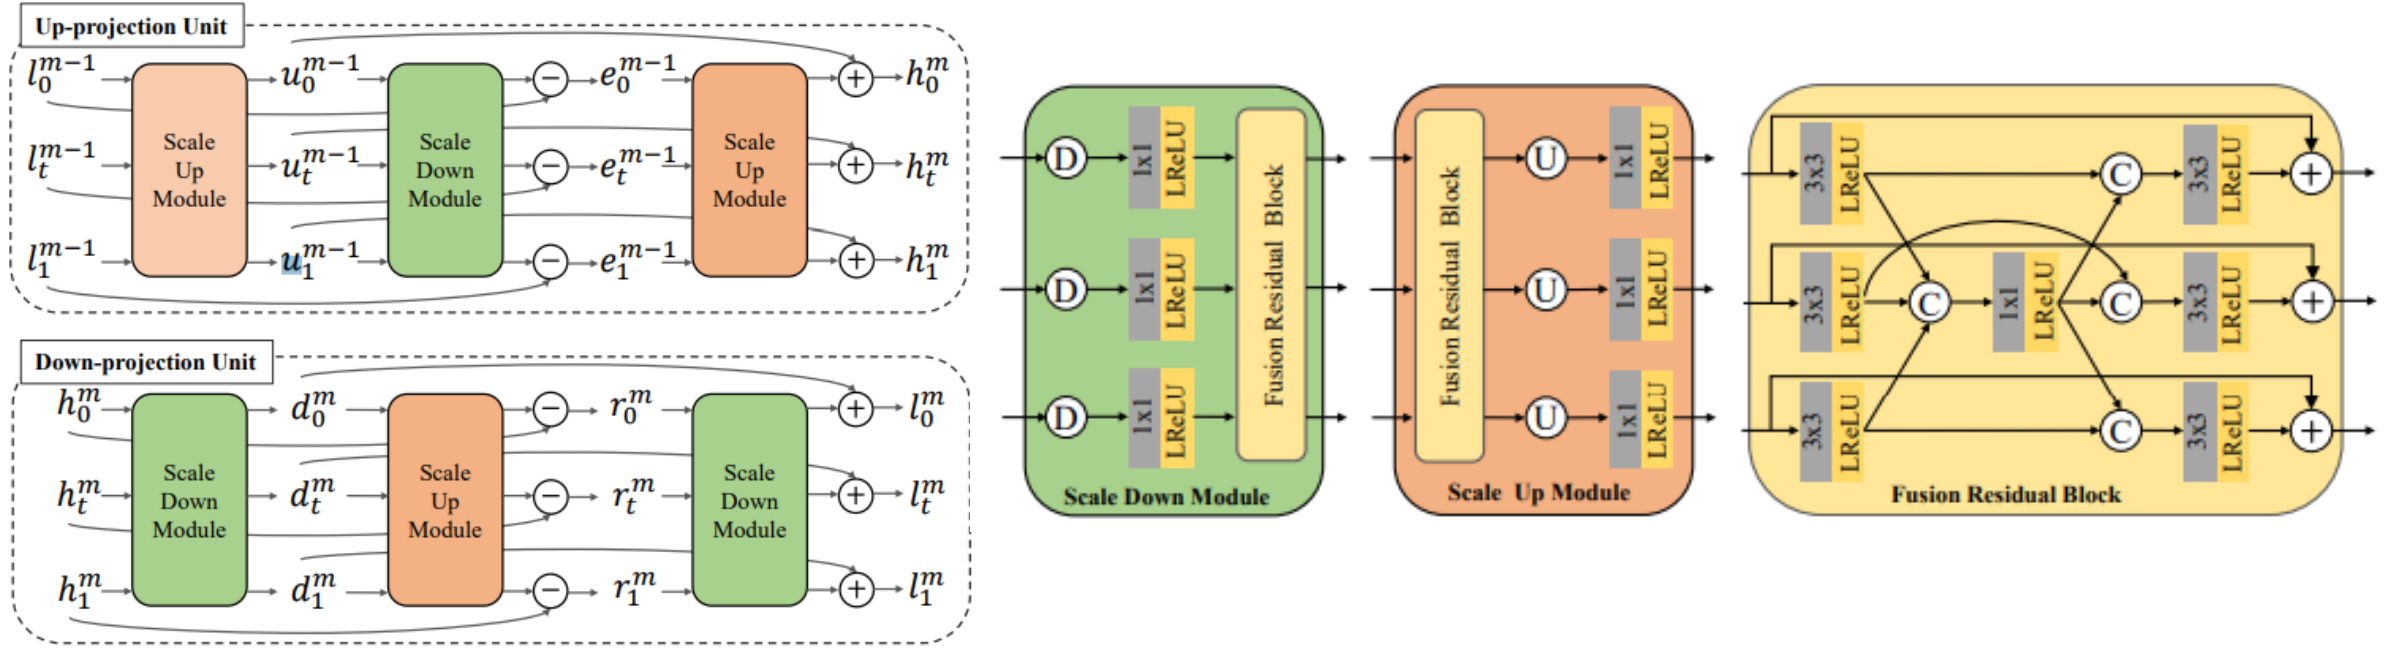 Up-projection Unit
l_0^{m-1} u_0^{m-1} − e_0^{m-1} + h_0^m
l_t^{m-1} u_t^{m-1} − e_t^{m-1} + h_t^m
l_1^{m-1} u_1^{m-1} − e_1^{m-1} + h_1^m
Scale
Up
Module
Scale
Down
Module
Scale
Up
Module
Down-projection Unit
h_0^m d_0^m − r_0^m + l_0^m
h_t^m d_t^m − r_t^m + l_t^m
h_1^m d_1^m − r_1^m + l_1^m
Scale
Down
Module
Scale
Up
Module
Scale
Down
Module
D 1x1 LReLU
D 1x1 LReLU
D 1x1 LReLU
Fusion Residual Block
Scale Down Module
Fusion Residual Block
U 1x1 LReLU
U 1x1 LReLU
U 1x1 LReLU
Scale Up Module
3x3 LReLU C 3x3 LReLU +
3x3 LReLU C 1x1 LReLU C 3x3 LReLU +
3x3 LReLU C 3x3 LReLU +
Fusion Residual Block